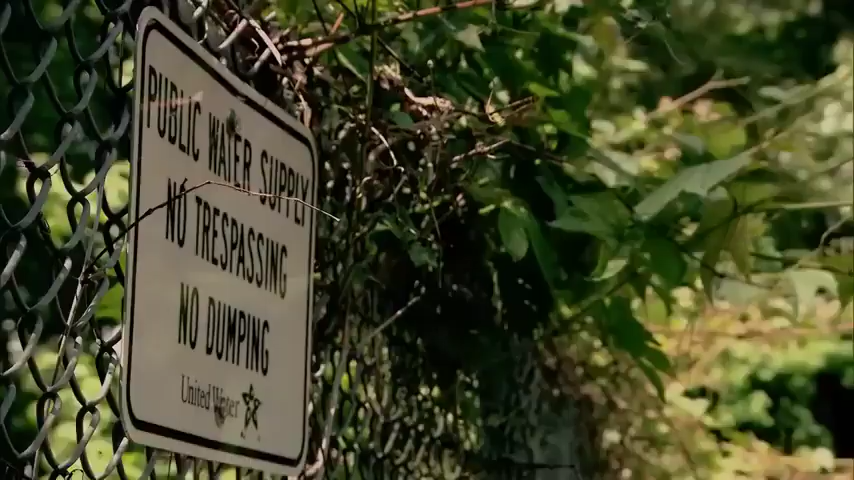 PUBLIC WATER SUPPLY
NO TRESPASSING
NO DUMPING
United Water